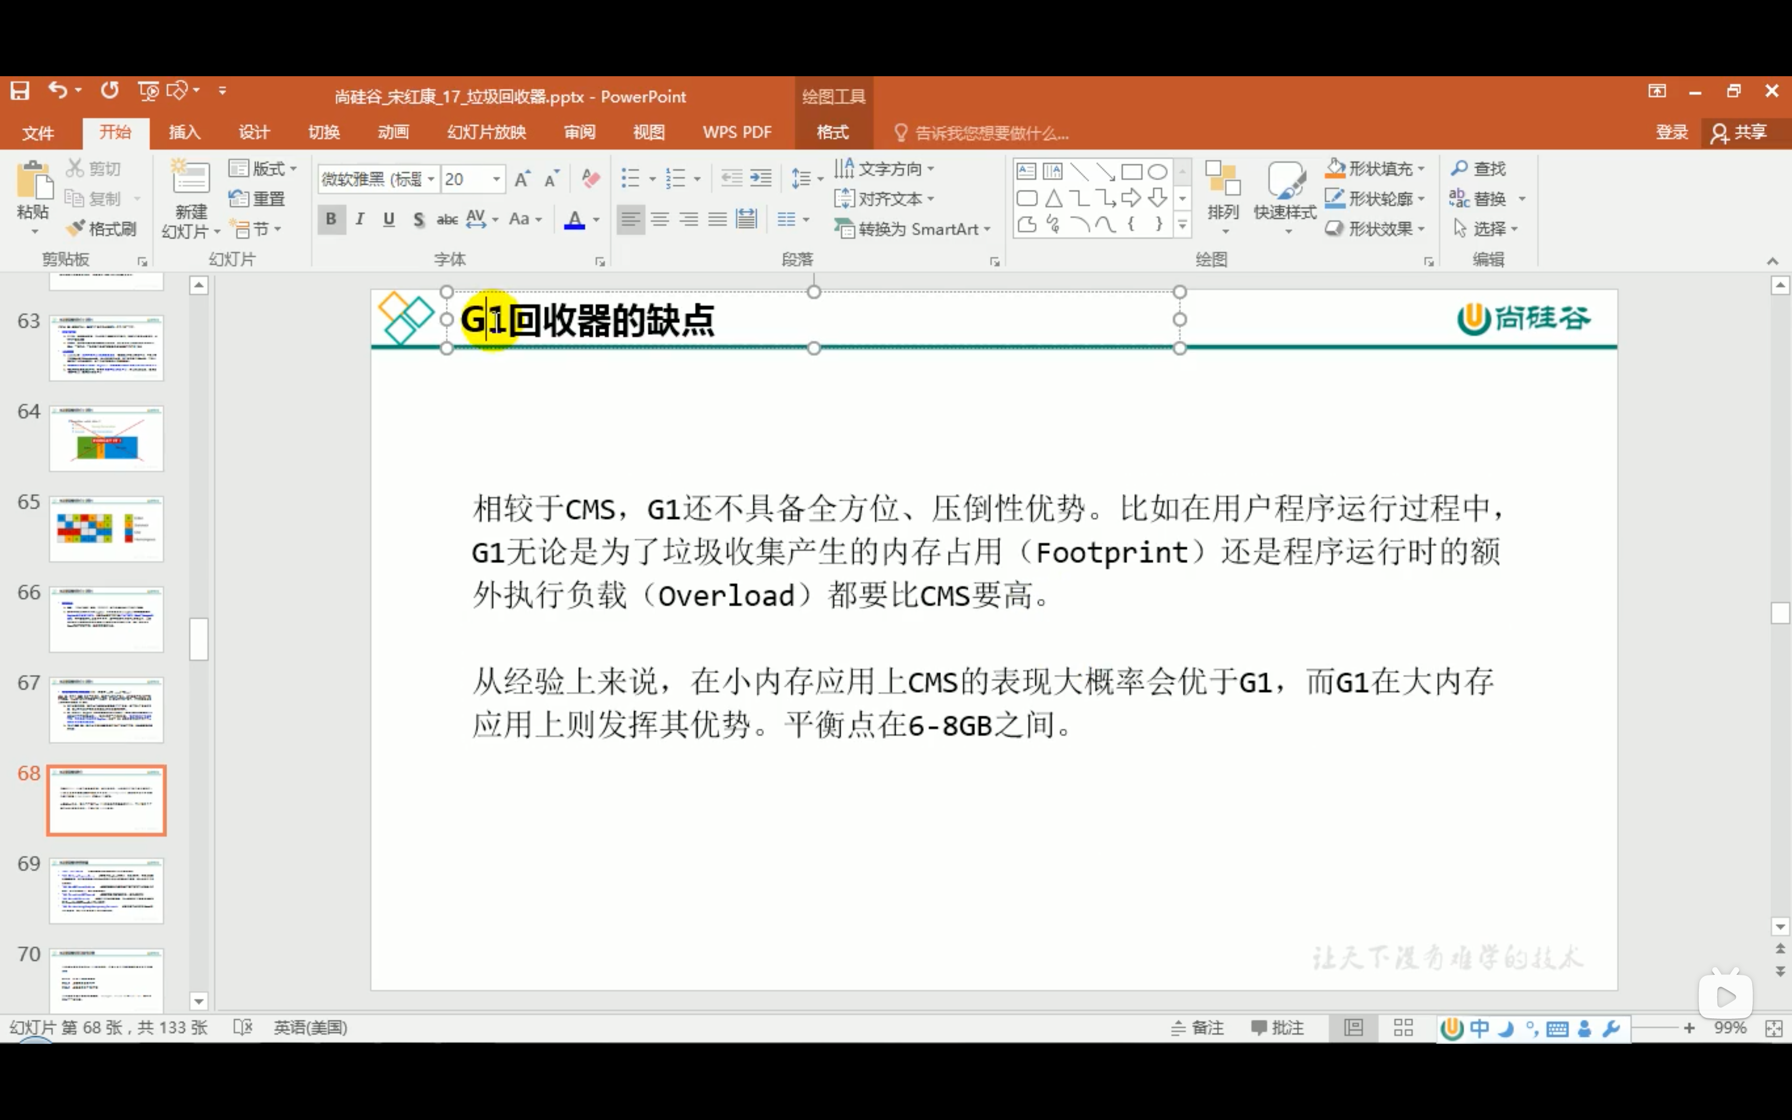 尚硅谷_宋红康_17_垃圾回收器.pptx - PowerPoint
绘图工具
文件 开始 插入 设计 切换 动画 幻灯片放映 审阅 视图 WPS PDF 格式 告诉我您想要做什么... 登录 共享
粘贴 剪切 复制 格式刷 剪贴板
新建幻灯片 版式 重置 节 幻灯片
微软雅黑 (标题 20
B I U S abc AV Aa A 字体
文字方向 对齐文本 转换为 SmartArt 段落
排列 快速样式 形状填充 形状轮廓 形状效果 绘图
查找 替换 选择 编辑
G1回收器的缺点
尚硅谷
相较于CMS，G1还不具备全方位、压倒性优势。比如在用户程序运行过程中，
G1无论是为了垃圾收集产生的内存占用（Footprint）还是程序运行时的额
外执行负载（Overload）都要比CMS要高。
从经验上来说，在小内存应用上CMS的表现大概率会优于G1，而G1在大内存
应用上则发挥其优势。平衡点在6-8GB之间。
让天下没有难学的技术
63
64
65
66
67
68
69
70
幻灯片 第 68 张，共 133 张 英语(美国) 备注 批注 中 99%